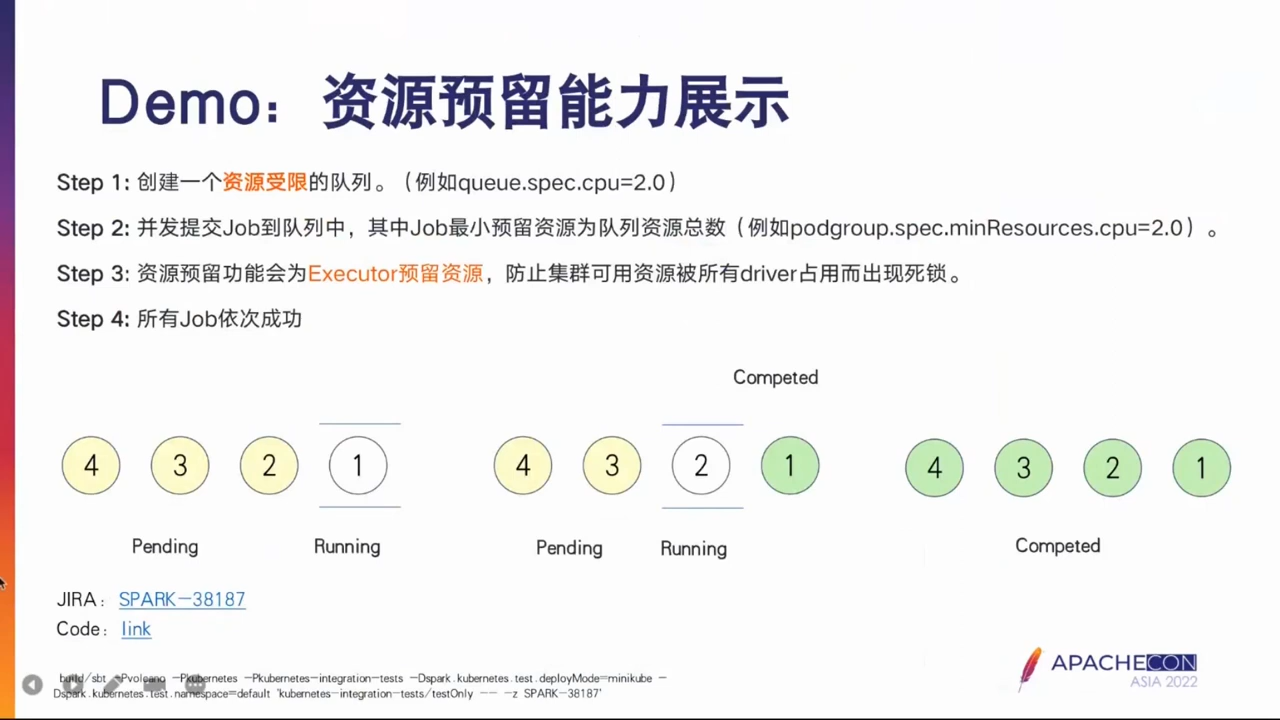 Demo：资源预留能力展示
Step 1: 创建一个资源受限的队列。（例如queue.spec.cpu=2.0）
Step 2: 并发提交Job到队列中，其中Job最小预留资源为队列资源总数（例如podgroup.spec.minResources.cpu=2.0）。
Step 3: 资源预留功能会为Executor预留资源，防止集群可用资源被所有driver占用而出现死锁。
Step 4: 所有Job依次成功
Competed
4 3 2 1
4 3 2 1
4 3 2 1
Pending Running
Pending Running
Competed
JIRA： SPARK-38187
Code： link
build/sbt -Pvolcano -Pkubernetes -Pkubernetes-integration-tests -Dspark.kubernetes.test.deployMode=minikube -
Dspark.kubernetes.test.namespace=default 'kubernetes-integration-tests/testOnly -- -z SPARK-38187'
APACHECON
ASIA 2022